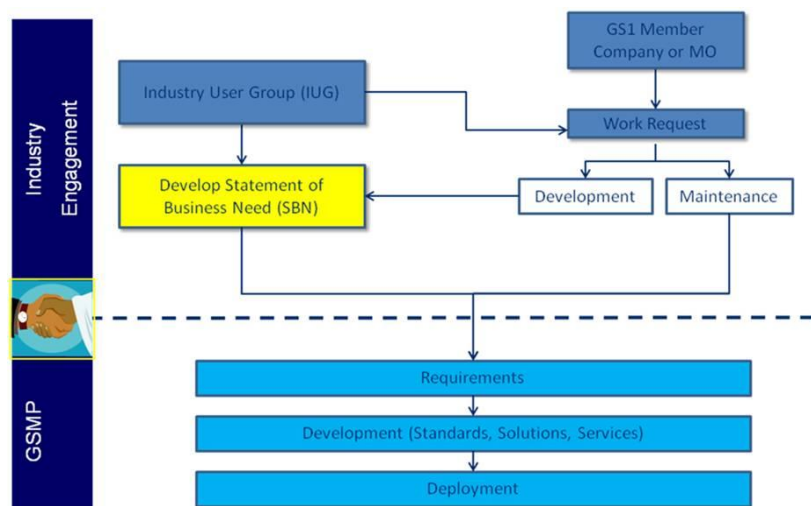 Industry
Engagement
GSMP
GS1 Member
Company or MO
Industry User Group (IUG)
Work Request
Develop Statement of
Business Need (SBN)
Development
Maintenance
Requirements
Development (Standards, Solutions, Services)
Deployment